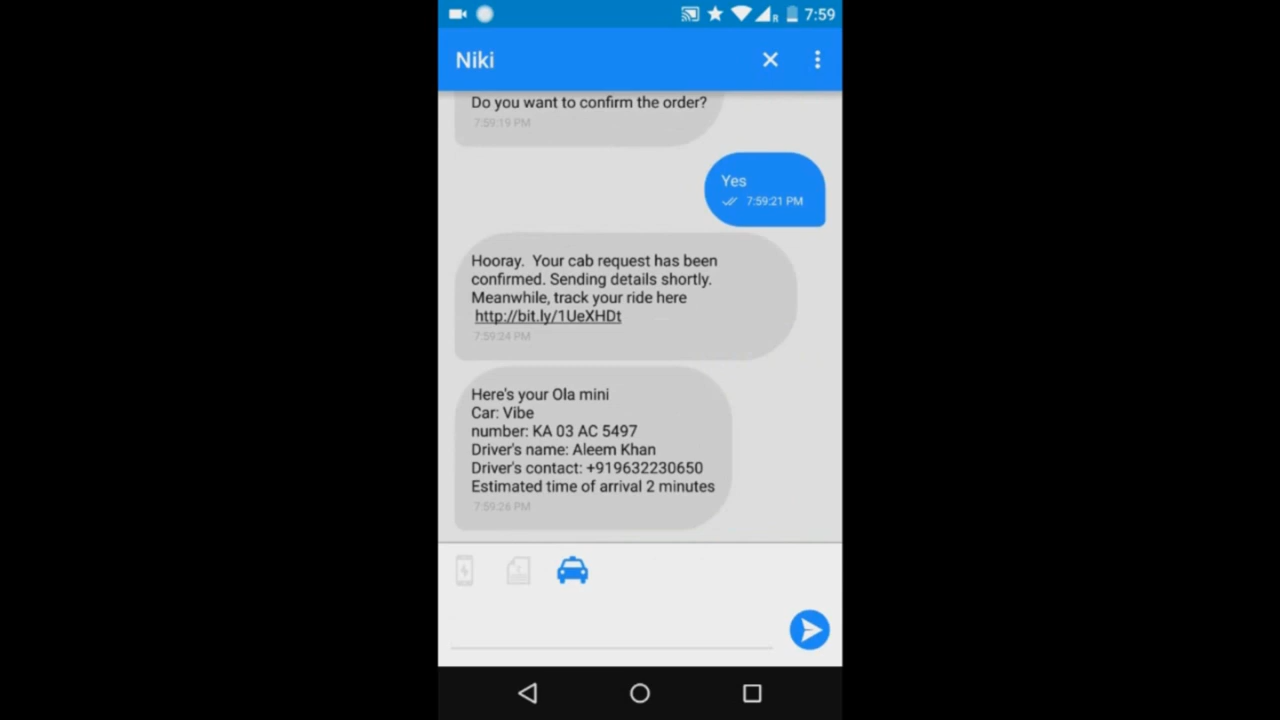 7:59
Niki
Do you want to confirm the order?
7:59:19 PM
Yes
7:59:21 PM
Hooray.  Your cab request has been
confirmed. Sending details shortly.
Meanwhile, track your ride here
http://bit.ly/1UeXHDt
7:59:24 PM
Here's your Ola mini
Car: Vibe
number: KA 03 AC 5497
Driver's name: Aleem Khan
Driver's contact: +919632230650
Estimated time of arrival 2 minutes
7:59:26 PM